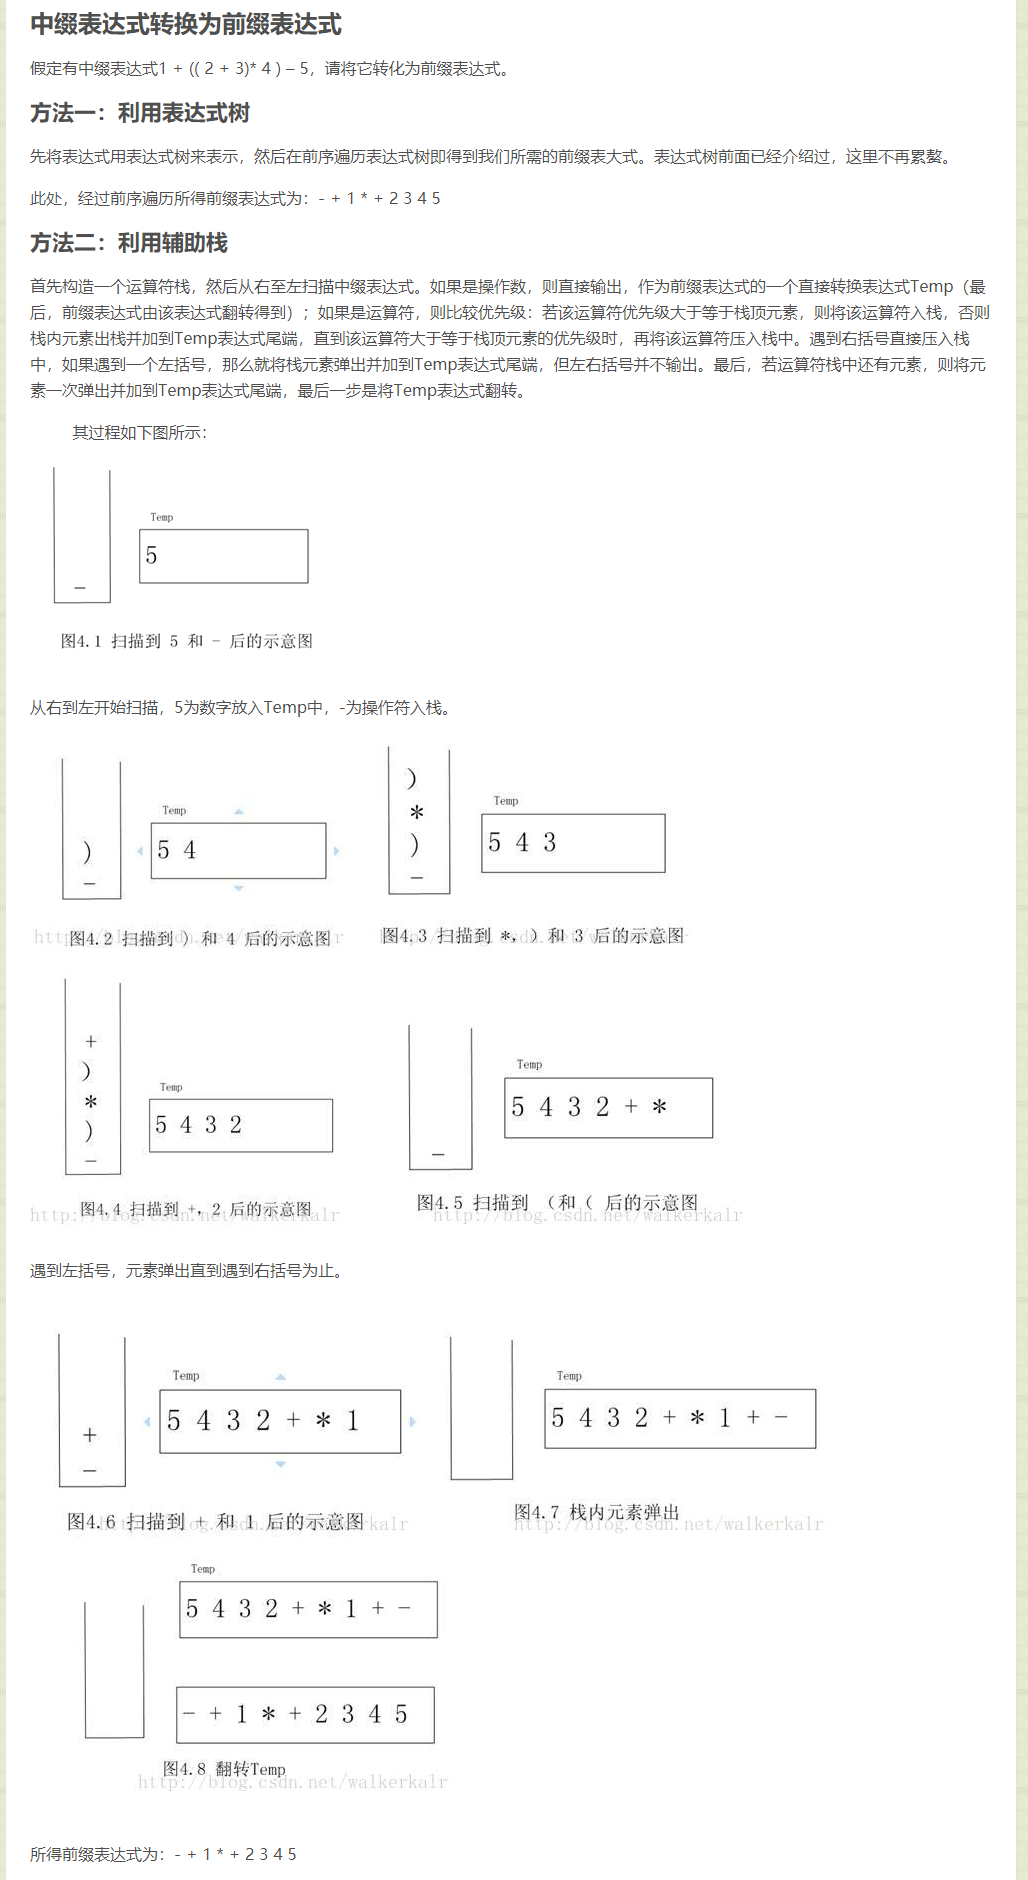 中缀表达式转换为前缀表达式
假定有中缀表达式1 + (( 2 + 3)* 4 ) – 5，请将它转化为前缀表达式。
方法一：利用表达式树
先将表达式用表达式树来表示，然后在前序遍历表达式树即得到我们所需的前缀表大式。表达式树前面已经介绍过，这里不再累赘。
此处，经过前序遍历所得前缀表达式为：- + 1 * + 2 3 4 5
方法二：利用辅助栈
首先构造一个运算符栈，然后从右至左扫描中缀表达式。如果是操作数，则直接输出，作为前缀表达式的一个直接转换表达式Temp（最
后，前缀表达式由该表达式翻转得到）；如果是运算符，则比较优先级：若该运算符优先级大于等于栈顶元素，则将该运算符入栈，否则
栈内元素出栈并加到Temp表达式尾端，直到该运算符大于等于栈顶元素的优先级时，再将该运算符压入栈中。遇到右括号直接压入栈
中，如果遇到一个左括号，那么就将栈元素弹出并加到Temp表达式尾端，但左右括号并不输出。最后，若运算符栈中还有元素，则将元
素一次弹出并加到Temp表达式尾端，最后一步是将Temp表达式翻转。
其过程如下图所示：
Temp
5
−
图4.1 扫描到 5 和 - 后的示意图
从右到左开始扫描，5为数字放入Temp中，-为操作符入栈。
Temp
)
5 4
−
http://blog.csdn.net/walkerkalr
图4.2 扫描到 ) 和 4 后的示意图
)
Temp
*
5 4 3
)
−
http://blog.csdn.net/walkerkalr
图4.3 扫描到 *, ) 和 3 后的示意图
+
)
Temp
*
5 4 3 2
)
−
图4.4 扫描到 +, 2 后的示意图
http://blog.csdn.net/walkerkalr
Temp
5 4 3 2 + *
−
图4.5 扫描到 （和（ 后的示意图
http://blog.csdn.net/walkerkalr
遇到左括号，元素弹出直到遇到右括号为止。
Temp
5 4 3 2 + * 1
+
−
图4.6 扫描到 + 和 1 后的示意图
http://blog.csdn.net/walkerkalr
Temp
5 4 3 2 + * 1 + −
图4.7 栈内元素弹出
http://blog.csdn.net/walkerkalr
Temp
5 4 3 2 + * 1 + −
− + 1 * + 2 3 4 5
图4.8 翻转Temp
http://blog.csdn.net/walkerkalr
所得前缀表达式为：- + 1 * + 2 3 4 5